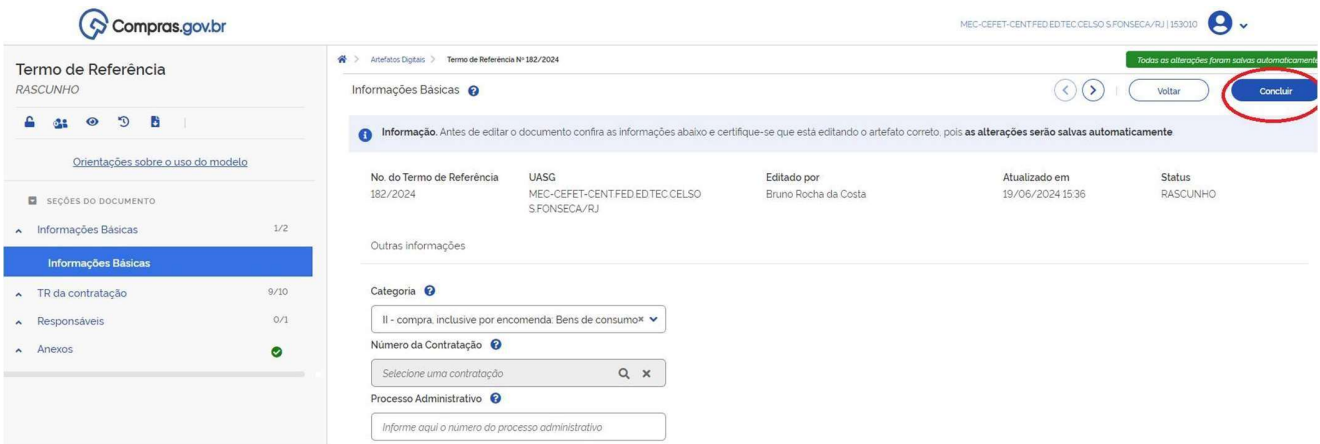 Compras.gov.br
MEC-CEFET-CENT.FED.ED.TEC.CELSO S.FONSECA/RJ | 153010
Termo de Referência
RASCUNHO
Orientações sobre o uso do modelo
SEÇÕES DO DOCUMENTO
Informações Básicas 1/2
Informações Básicas
TR da contratação 9/10
Responsáveis 0/1
Anexos
Artefatos Digitais > Termo de Referência Nº 182/2024
Todas as alterações foram salvas automaticamente
Informações Básicas
Voltar
Concluir
Informação. Antes de editar o documento confira as informações abaixo e certifique-se que está editando o artefato correto, pois as alterações serão salvas automaticamente.
No. do Termo de Referência UASG Editado por Atualizado em Status
182/2024 MEC-CEFET-CENT.FED.ED.TEC.CELSO Bruno Rocha da Costa 19/06/2024 15:36 RASCUNHO
S.FONSECA/RJ
Outras informações
Categoria
II - compra, inclusive por encomenda: Bens de consumo
Número da Contratação
Selecione uma contratação
Processo Administrativo
Informe aqui o número do processo administrativo